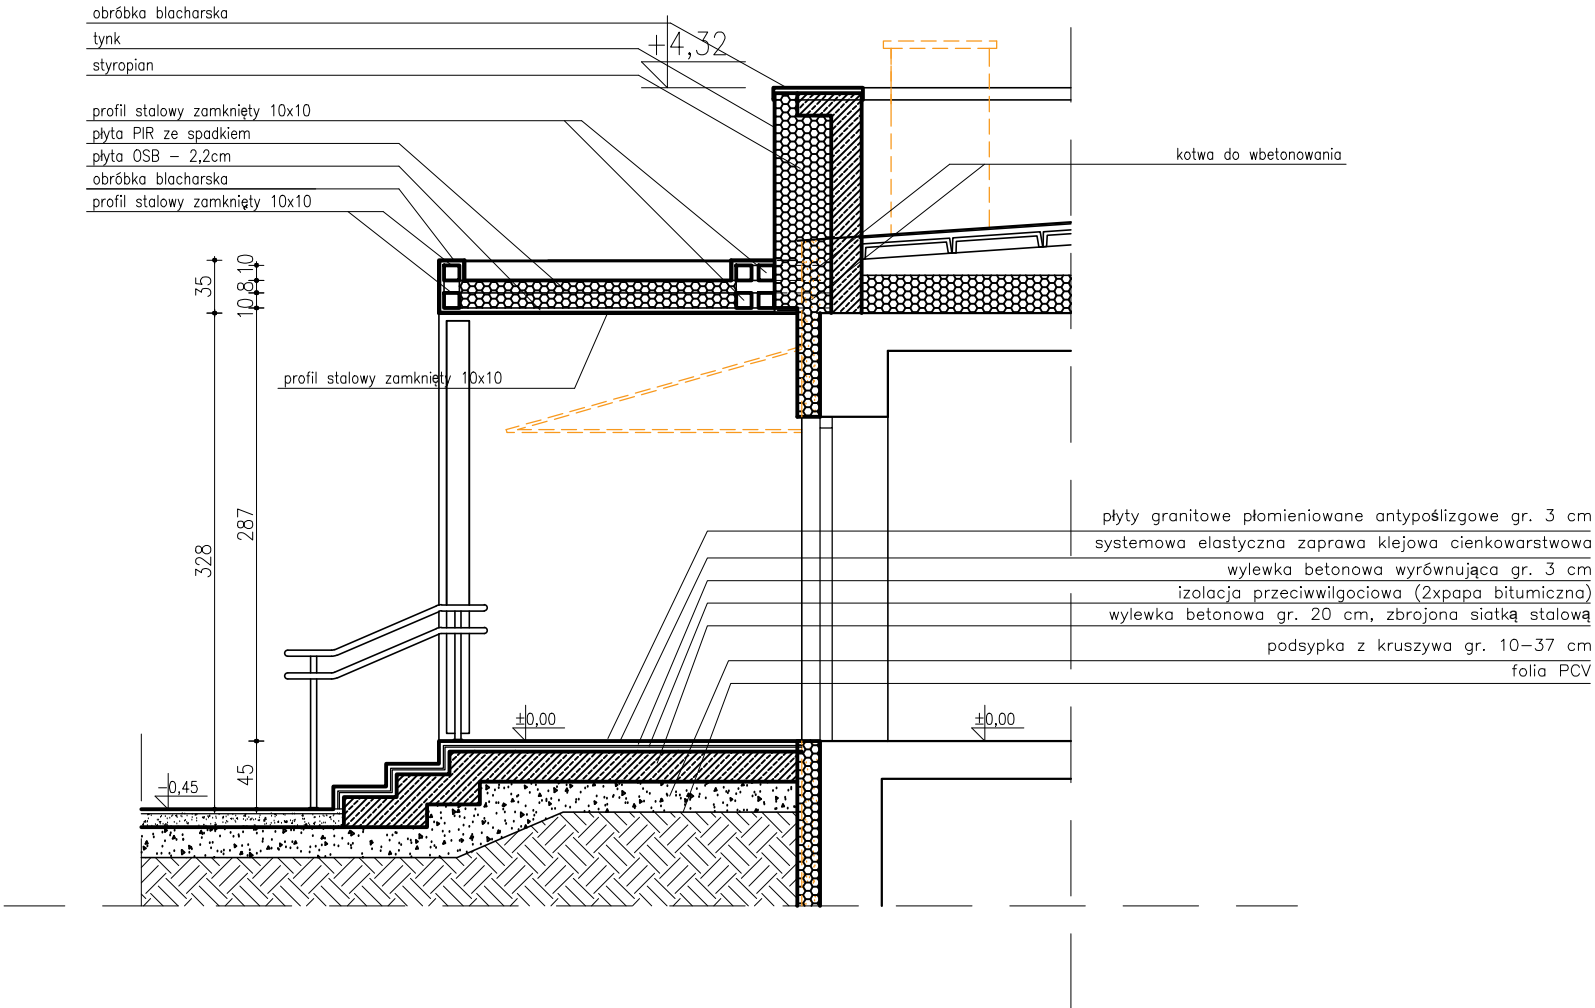 obróbka blacharska
tynk
+4,32
styropian
profil stalowy zamknięty 10x10
płyta PIR ze spadkiem
płyta OSB – 2,2cm
obróbka blacharska
profil stalowy zamknięty 10x10
kotwa do wbetonowania
35
10
8
10
profil stalowy zamknięty 10x10
328
287
płyty granitowe płomieniowane antypoślizgowe gr. 3 cm
systemowa elastyczna zaprawa klejowa cienkowarstwowa
wylewka betonowa wyrównująca gr. 3 cm
izolacja przeciwwilgociowa (2xpapa bitumiczna)
wylewka betonowa gr. 20 cm, zbrojona siatką stalową
podsypka z kruszywa gr. 10–37 cm
folia PCV
±0,00
±0,00
45
–0,45